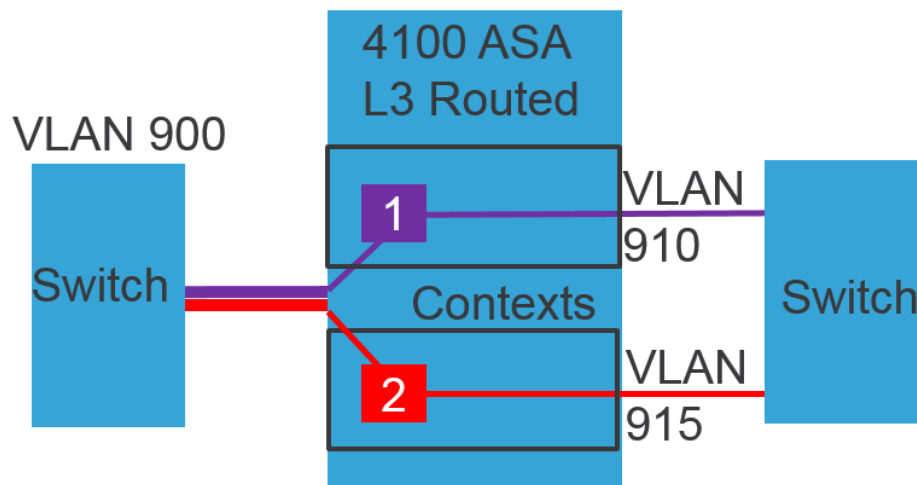 4100 ASA
L3 Routed
VLAN 900
Switch
1
VLAN
910
Contexts
Switch
2
VLAN
915